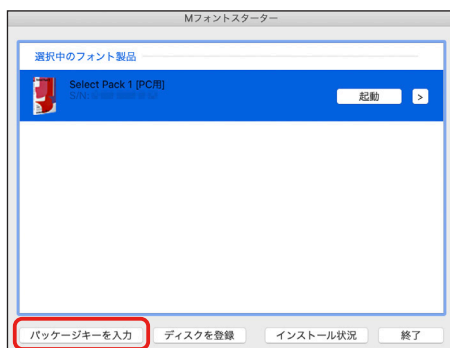 Mフォントスターター
選択中のフォント製品
Select Pack 1 [PC用]
起動
>
パッケージキーを入力
ディスクを登録
インストール状況
終了